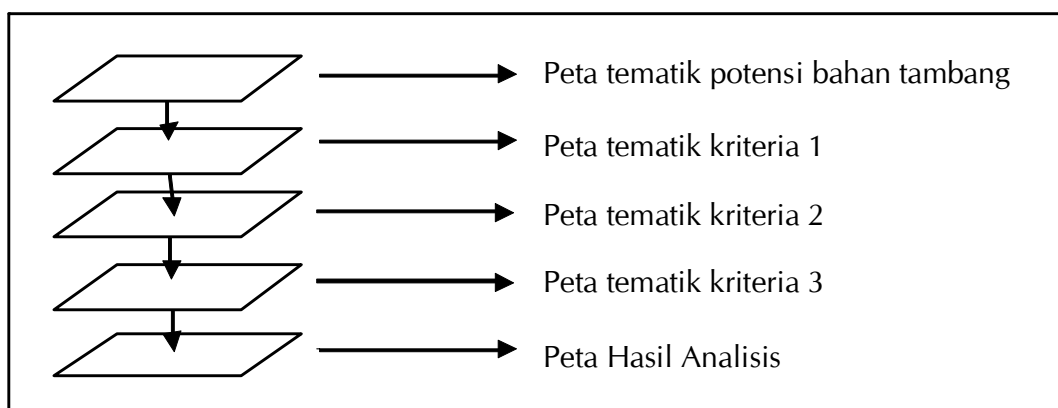 Peta tematik potensi bahan tambang
Peta tematik kriteria 1
Peta tematik kriteria 2
Peta tematik kriteria 3
Peta Hasil Analisis